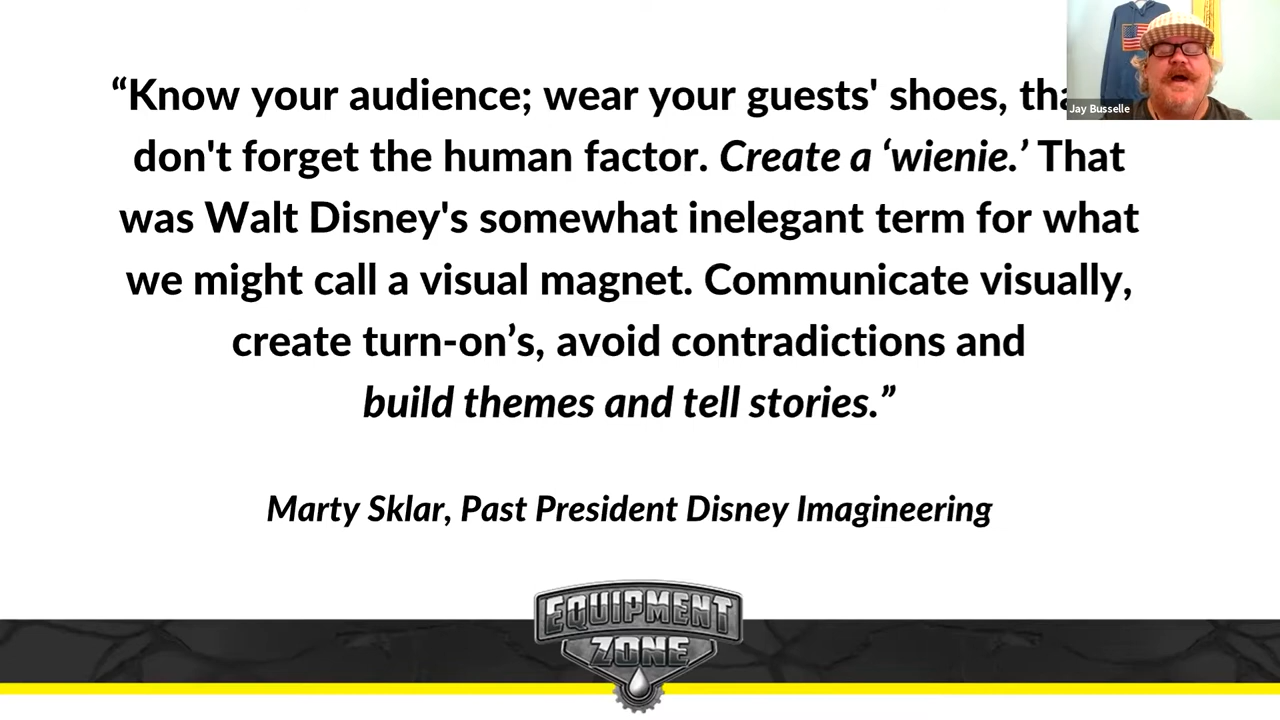 “Know your audience; wear your guests' shoes,
don't forget the human factor. Create a ‘wienie.’ That
was Walt Disney's somewhat inelegant term for what
we might call a visual magnet. Communicate visually,
create turn-on’s, avoid contradictions and
build themes and tell stories.”
Marty Sklar, Past President Disney Imagineering
Jay Busselle
EQUIPMENT
ZONE